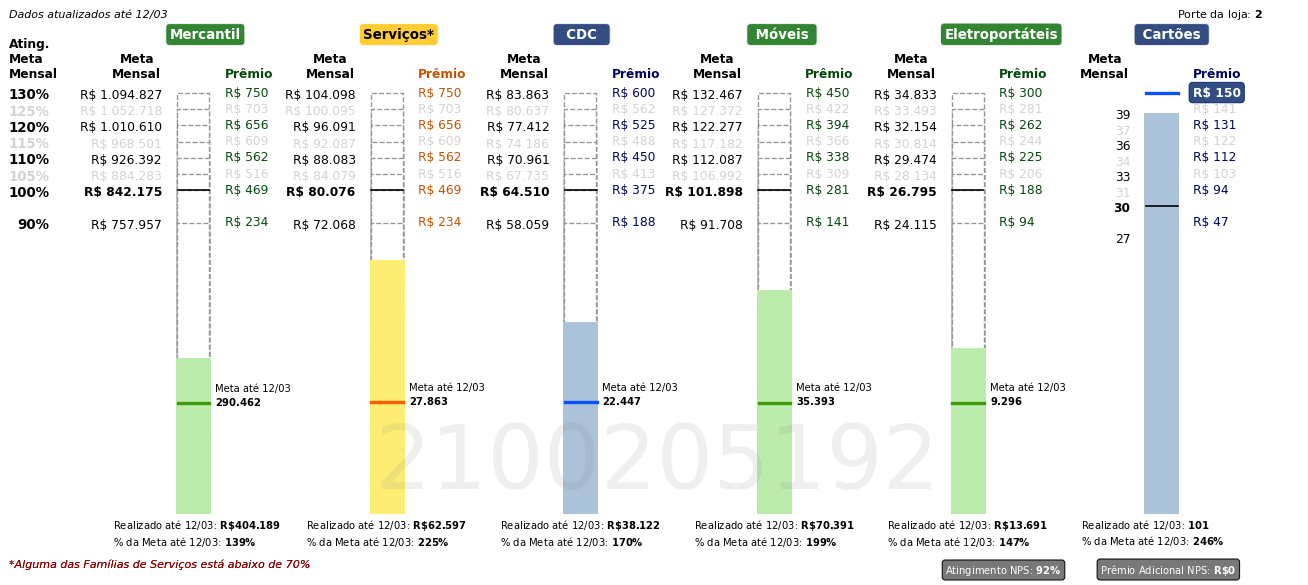 Dados atualizados até 12/03
Porte da loja: 2
Mercantil Serviços* CDC Móveis Eletroportáteis Cartões
Ating. Meta Mensal
Meta Mensal Prêmio Meta Mensal Prêmio Meta Mensal Prêmio Meta Mensal Prêmio Meta Mensal Prêmio Meta Mensal Prêmio
130% R$ 1.094.827 R$ 750 R$ 104.098 R$ 750 R$ 83.863 R$ 600 R$ 132.467 R$ 450 R$ 34.833 R$ 300 R$ 150
125% R$ 1.052.718 R$ 703 R$ 100.095 R$ 703 R$ 80.637 R$ 562 R$ 127.372 R$ 422 R$ 33.493 R$ 281 39 R$ 141
120% R$ 1.010.610 R$ 656 R$ 96.091 R$ 656 R$ 77.412 R$ 525 R$ 122.277 R$ 394 R$ 32.154 R$ 262 37 R$ 131
115% R$ 968.501 R$ 609 R$ 92.087 R$ 609 R$ 74.186 R$ 488 R$ 117.182 R$ 366 R$ 30.814 R$ 244 36 R$ 122
110% R$ 926.392 R$ 562 R$ 88.083 R$ 562 R$ 70.961 R$ 450 R$ 112.087 R$ 338 R$ 29.474 R$ 225 34 R$ 112
105% R$ 884.283 R$ 516 R$ 84.079 R$ 516 R$ 67.735 R$ 413 R$ 106.992 R$ 309 R$ 28.134 R$ 206 33 R$ 103
100% R$ 842.175 R$ 469 R$ 80.076 R$ 469 R$ 64.510 R$ 375 R$ 101.898 R$ 281 R$ 26.795 R$ 188 31 R$ 94
30
90% R$ 757.957 R$ 234 R$ 72.068 R$ 234 R$ 58.059 R$ 188 R$ 91.708 R$ 141 R$ 24.115 R$ 94 R$ 47
27
Meta até 12/03 Meta até 12/03 Meta até 12/03 Meta até 12/03 Meta até 12/03
290.462 27.863 22.447 35.393 9.296
2100205192
Realizado até 12/03: R$404.189 Realizado até 12/03: R$62.597 Realizado até 12/03: R$38.122 Realizado até 12/03: R$70.391 Realizado até 12/03: R$13.691 Realizado até 12/03: 101
% da Meta até 12/03: 139% % da Meta até 12/03: 225% % da Meta até 12/03: 170% % da Meta até 12/03: 199% % da Meta até 12/03: 147% % da Meta até 12/03: 246%
*Alguma das Famílias de Serviços está abaixo de 70%
Atingimento NPS: 92% Prêmio Adicional NPS: R$0